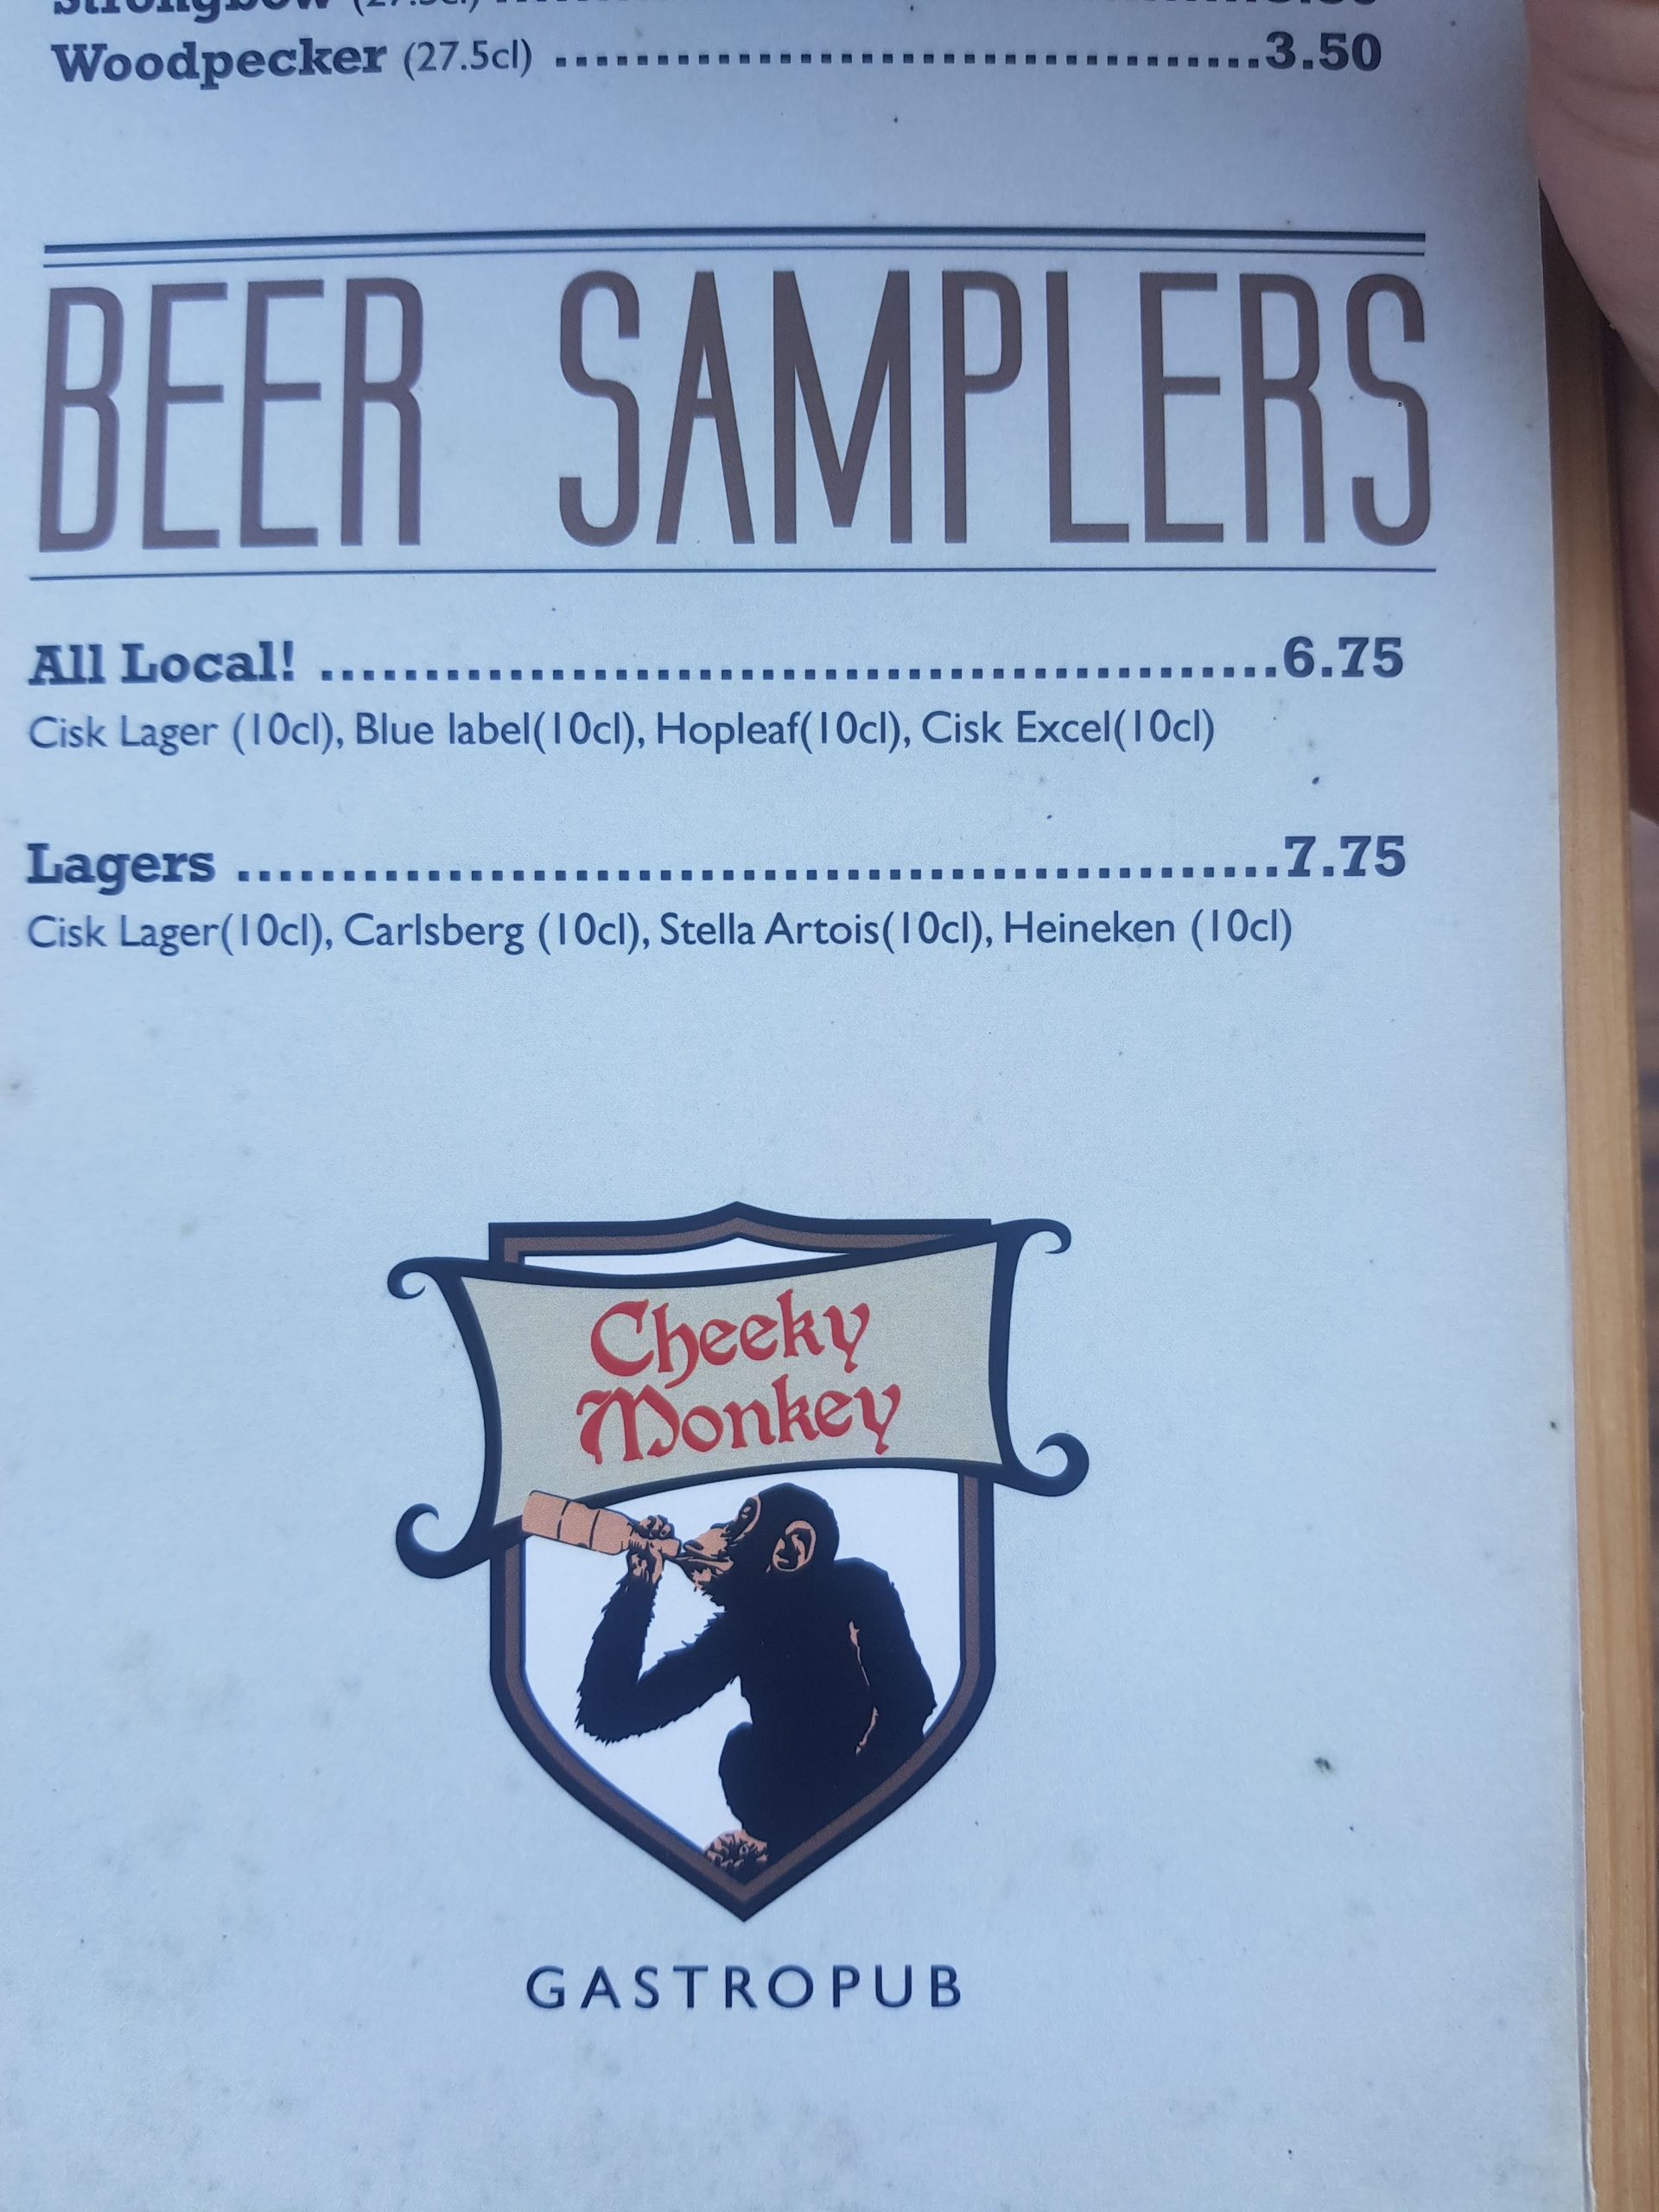 Strongbow
Woodpecker (27.5cl) ..................................3.50
BEER SAMPLERS
All Local! ..............................................6.75
Cisk Lager (10cl), Blue label(10cl), Hopleaf(10cl), Cisk Excel(10cl)
Lagers ..................................................7.75
Cisk Lager(10cl), Carlsberg (10cl), Stella Artois(10cl), Heineken (10cl)
Cheeky
Monkey
GASTROPUB